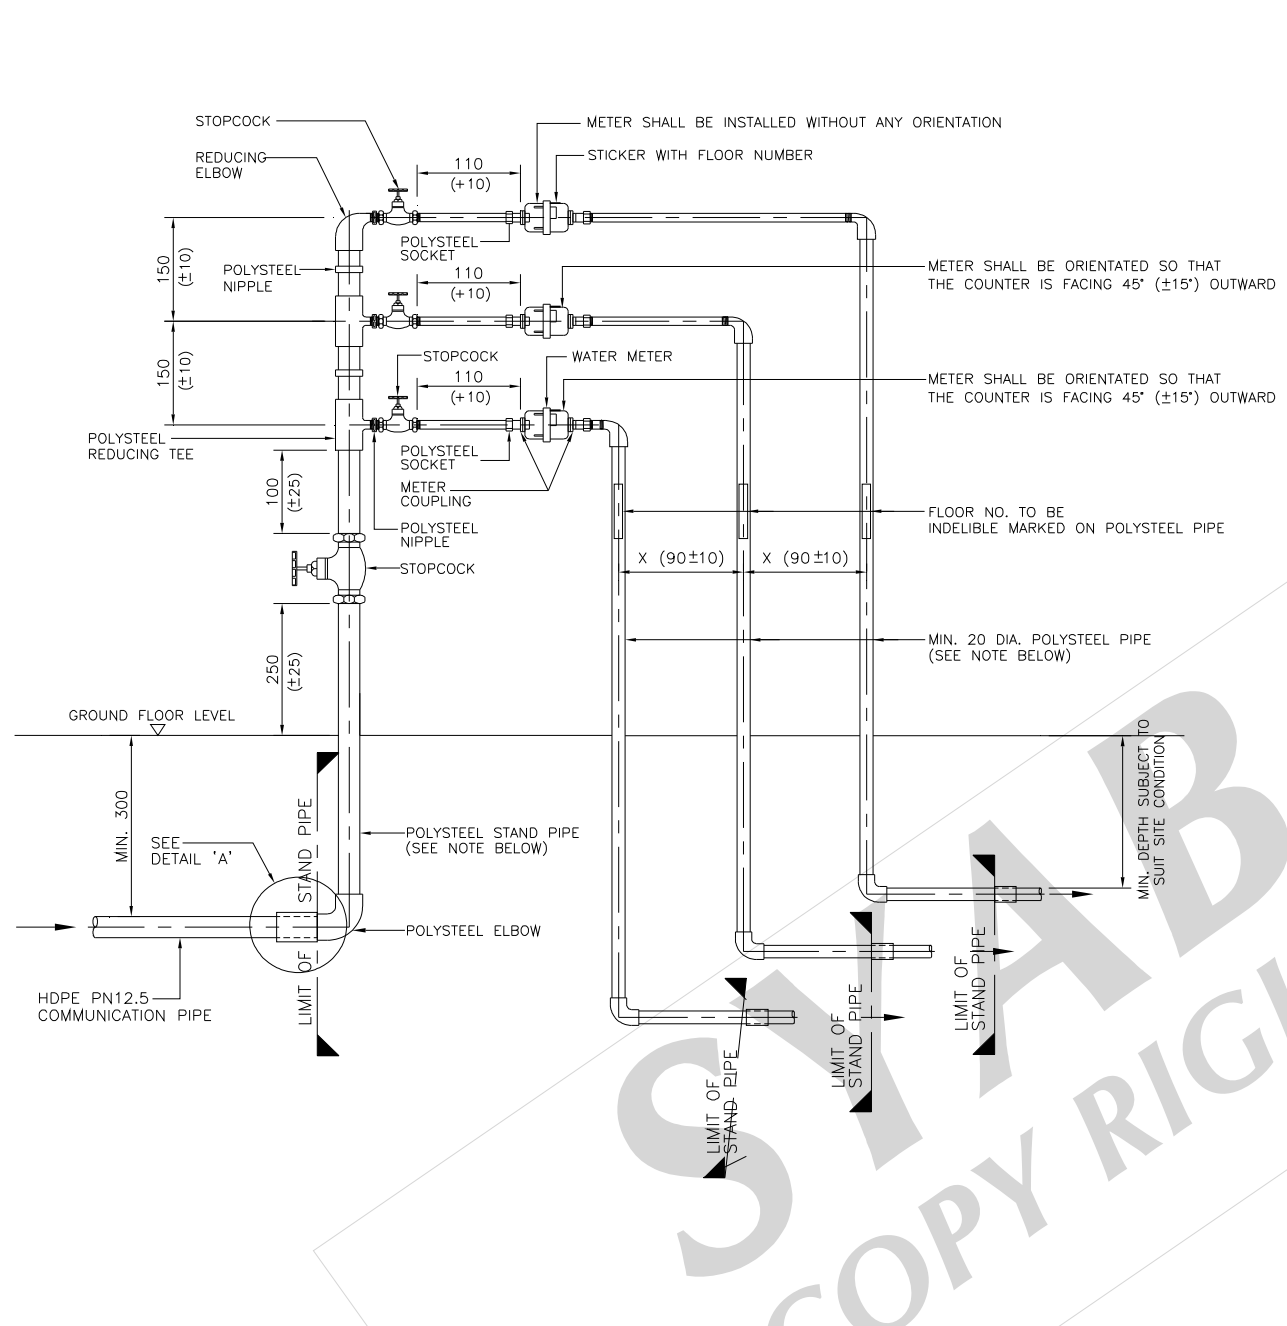 STOPCOCK
METER SHALL BE INSTALLED WITHOUT ANY ORIENTATION
REDUCING
ELBOW
110
(+10)
STICKER WITH FLOOR NUMBER
POLYSTEEL
SOCKET
150
(±10)
POLYSTEEL
NIPPLE
110
(+10)
METER SHALL BE ORIENTATED SO THAT
THE COUNTER IS FACING 45° (±15°) OUTWARD
150
(±10)
STOPCOCK
WATER METER
110
(+10)
METER SHALL BE ORIENTATED SO THAT
THE COUNTER IS FACING 45° (±15°) OUTWARD
POLYSTEEL
REDUCING TEE
POLYSTEEL
SOCKET
100
(±25)
METER
COUPLING
POLYSTEEL
NIPPLE
FLOOR NO. TO BE
INDELIBLE MARKED ON POLYSTEEL PIPE
STOPCOCK
X (90±10)
X (90±10)
250
(±25)
MIN. 20 DIA. POLYSTEEL PIPE
(SEE NOTE BELOW)
GROUND FLOOR LEVEL
MIN. 300
SEE
DETAIL 'A'
LIMIT OF STAND PIPE
POLYSTEEL STAND PIPE
(SEE NOTE BELOW)
MIN. DEPTH SUBJECT TO
SUIT SITE CONDITION
POLYSTEEL ELBOW
HDPE PN12.5
COMMUNICATION PIPE
LIMIT OF
STAND PIPE
LIMIT OF
STAND PIPE
LIMIT OF
STAND PIPE
SYAB
COPY RIG